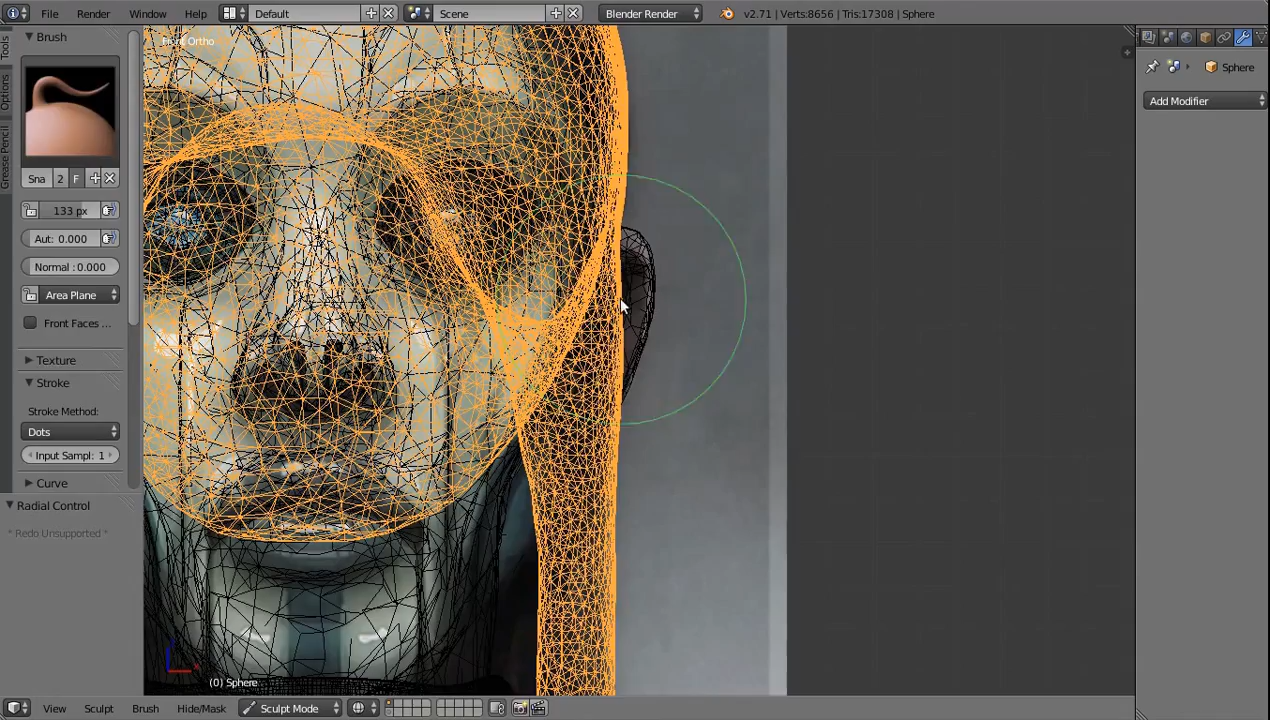 File Render Window Help Default Scene Blender Render v2.71 | Verts:8656 | Tris:17308 | Sphere
Brush
Front Ortho
Tools
Options
Grease Pencil
Sphere
Add Modifier
Sna 2 F
133 px
Aut: 0.000
Normal : 0.000
Area Plane
Front Faces ...
Texture
Stroke
Stroke Method:
Dots
Input Sampl: 1
Curve
Radial Control
* Redo Unsupported *
(0) Sphere
View Sculpt Brush Hide/Mask Sculpt Mode